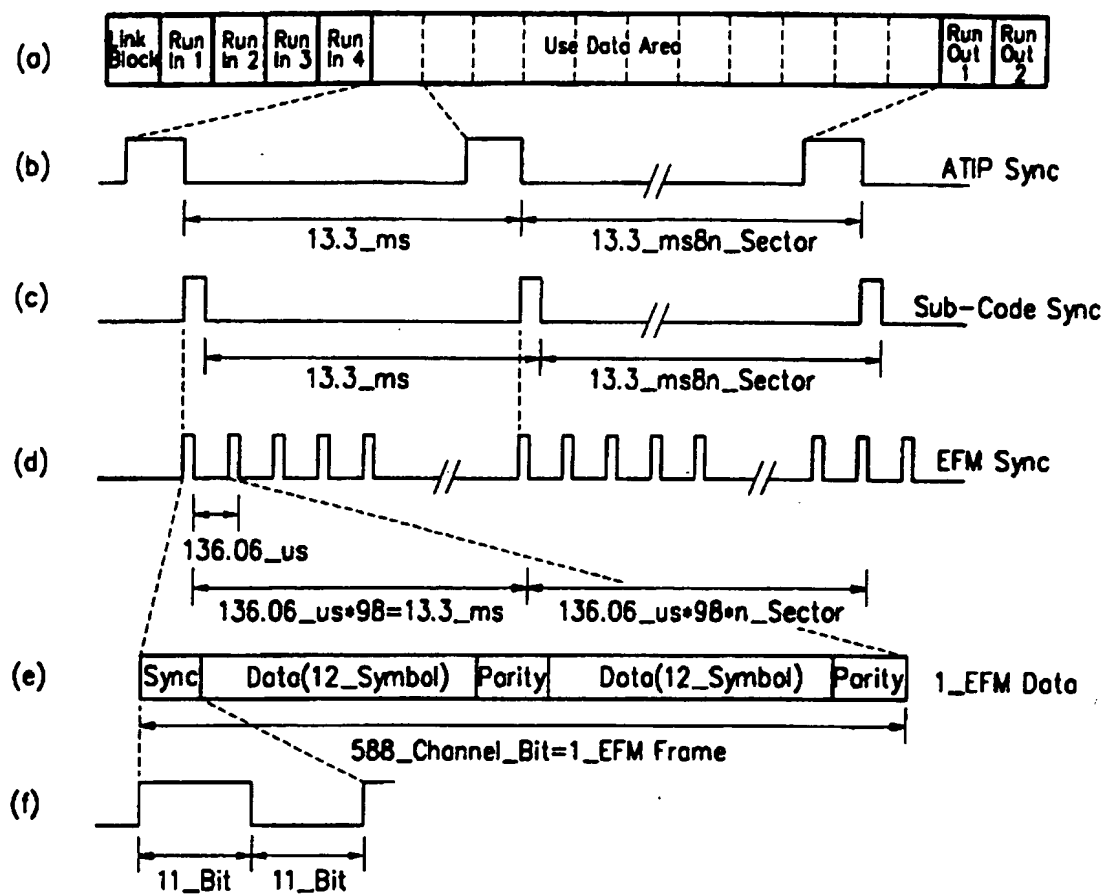 (a)
Link Block
Run In 1
Run In 2
Run In 3
Run In 4
Use Data Area
Run Out 1
Run Out 2
(b)
ATIP Sync
13.3_ms
13.3_ms8n_Sector
(c)
Sub-Code Sync
13.3_ms
13.3_ms8n_Sector
(d)
EFM Sync
136.06_us
136.06_us*98=13.3_ms
136.06_us*98*n_Sector
(e)
Sync
Data(12_Symbol)
Parity
Data(12_Symbol)
Parity
1_EFM Data
588_Channel_Bit=1_EFM Frame
(f)
11_Bit
11_Bit